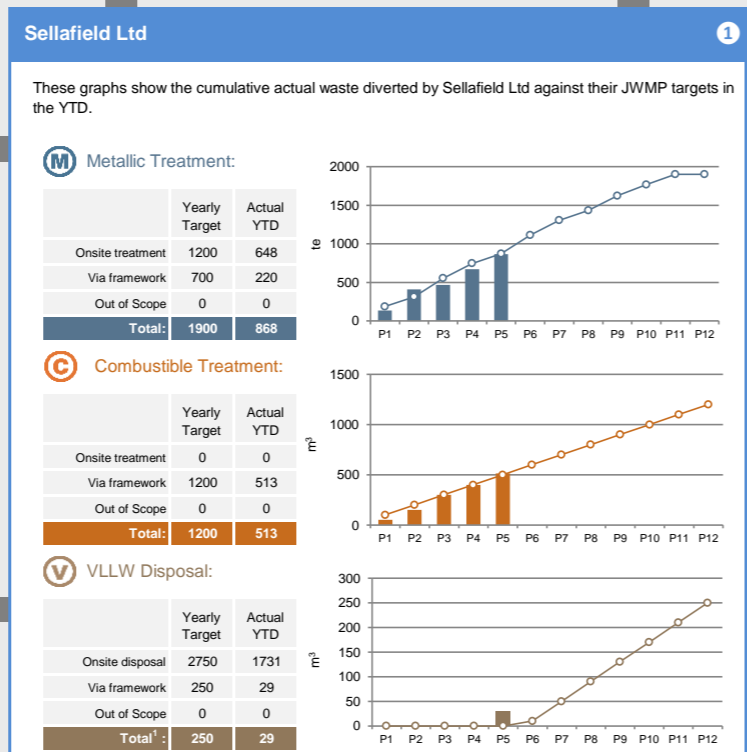 Sellafield Ltd 1
These graphs show the cumulative actual waste diverted by Sellafield Ltd against their JWMP targets in
the YTD.
M Metallic Treatment:
Yearly Target Actual YTD
Onsite treatment 1200 648
Via framework 700 220
Out of Scope 0 0
Total: 1900 868
2000
1500
1000
500
0
te
P1 P2 P3 P4 P5 P6 P7 P8 P9 P10 P11 P12
C Combustible Treatment:
Yearly Target Actual YTD
Onsite treatment 0 0
Via framework 1200 513
Out of Scope 0 0
Total: 1200 513
1500
1000
500
0
m³
P1 P2 P3 P4 P5 P6 P7 P8 P9 P10 P11 P12
V VLLW Disposal:
Yearly Target Actual YTD
Onsite disposal 2750 1731
Via framework 250 29
Out of Scope 0 0
Total¹ : 250 29
300
250
200
150
100
50
0
m³
P1 P2 P3 P4 P5 P6 P7 P8 P9 P10 P11 P12